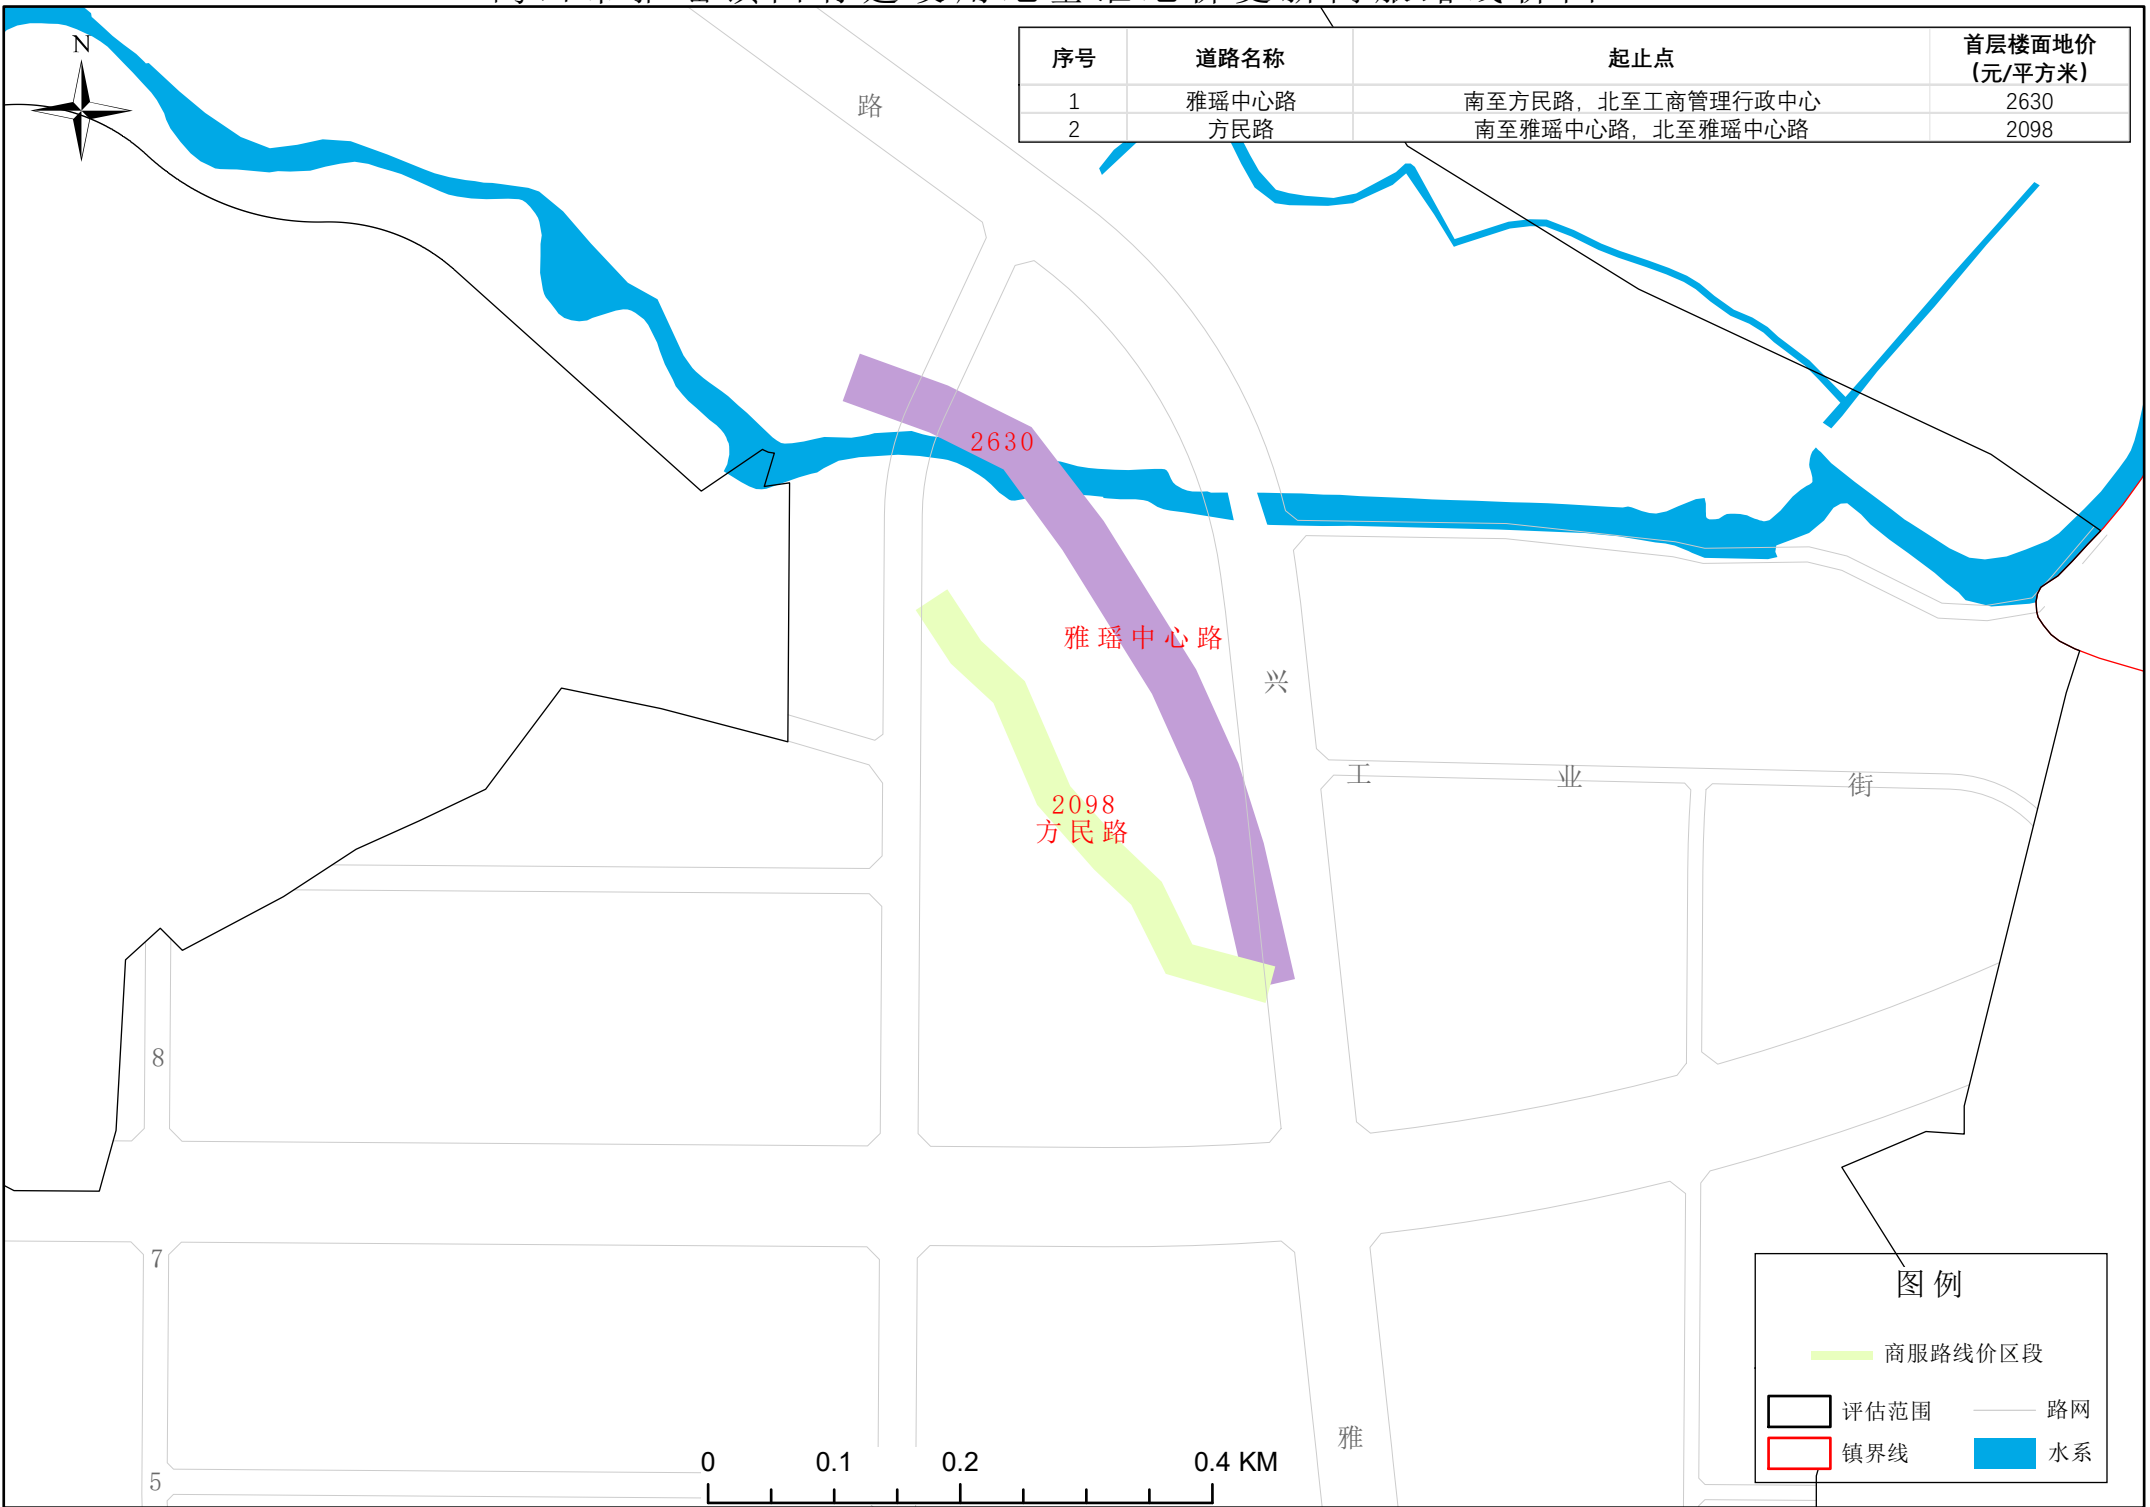 N
序号 道路名称 起止点 首层楼面地价(元/平方米)
1 雅瑶中心路 南至方民路，北至工商管理行政中心 2630
2 方民路 南至雅瑶中心路，北至雅瑶中心路 2098
路
2630
雅瑶中心路
兴
工业街
2098
方民路
8
7
5
雅
0 0.1 0.2 0.4 KM
图例
商服路线价区段
评估范围 路网
镇界线 水系